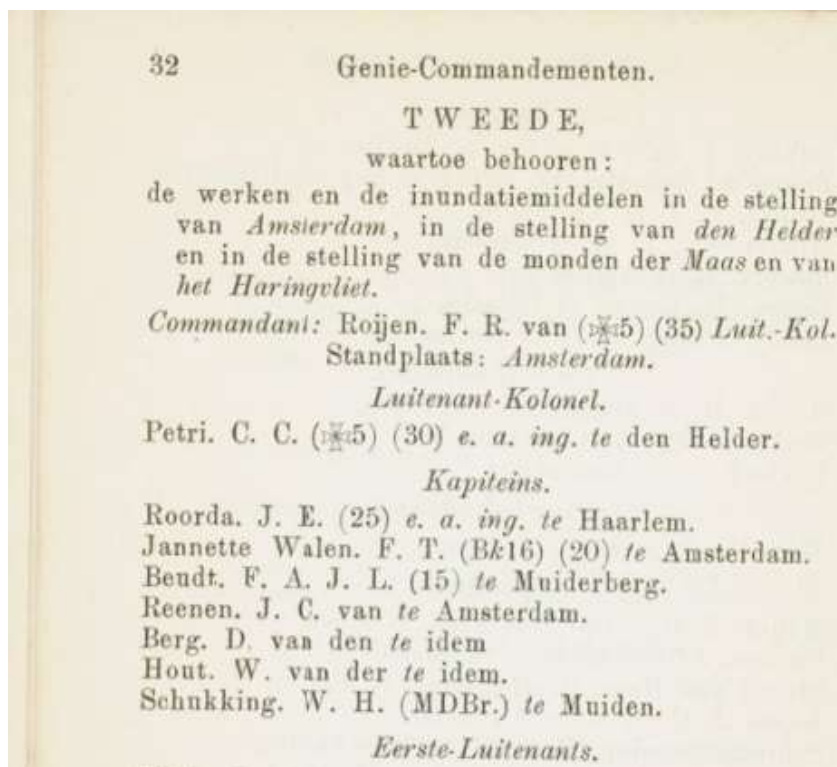 32 Genie-Commandementen.
TWEEDE,
waartoe behooren:
de werken en de inundatiemiddelen in de stelling
van Amsterdam, in de stelling van den Helder
en in de stelling van de monden der Maas en van
het Haringvliet.
Commandant: Roijen. F. R. van (5) (35) Luit.-Kol.
Standplaats: Amsterdam.
Luitenant-Kolonel.
Petri. C. C. (5) (30) e. a. ing. te den Helder.
Kapiteins.
Roorda. J. E. (25) e. a. ing. te Haarlem.
Jannette Walen. F. T. (Bk16) (20) te Amsterdam.
Bendt. F. A. J. L. (15) te Muiderberg.
Reenen. J. C. van te Amsterdam.
Berg. D. van den te idem
Hout. W. van der te idem.
Schukking. W. H. (MDBr.) te Muiden.
Eerste-Luitenants.